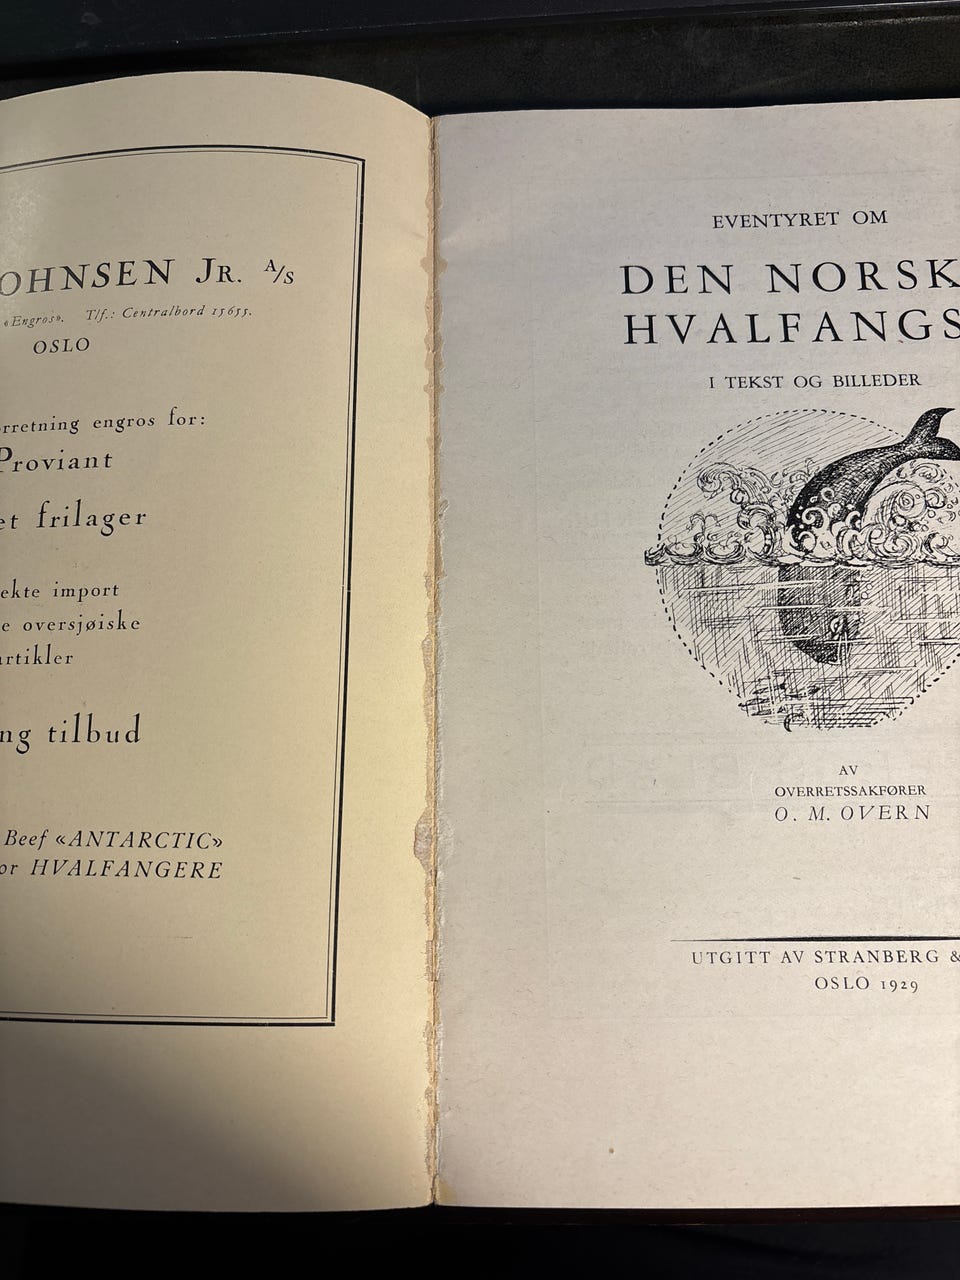 OHNSEN JR. A/S
«Engros». Tlf.: Centralbord 15655.
OSLO
rretning engros for:
Proviant
et frilager
ekte import
e oversjøiske
artikler
ng tilbud
Beef «ANTARCTIC»
or HVALFANGERE
EVENTYRET OM
DEN NORSK
HVALFANGS
I TEKST OG BILLEDER
AV
OVERRETSSAKFØRER
O. M. OVERN
UTGITT AV STRANBERG &
OSLO 1929